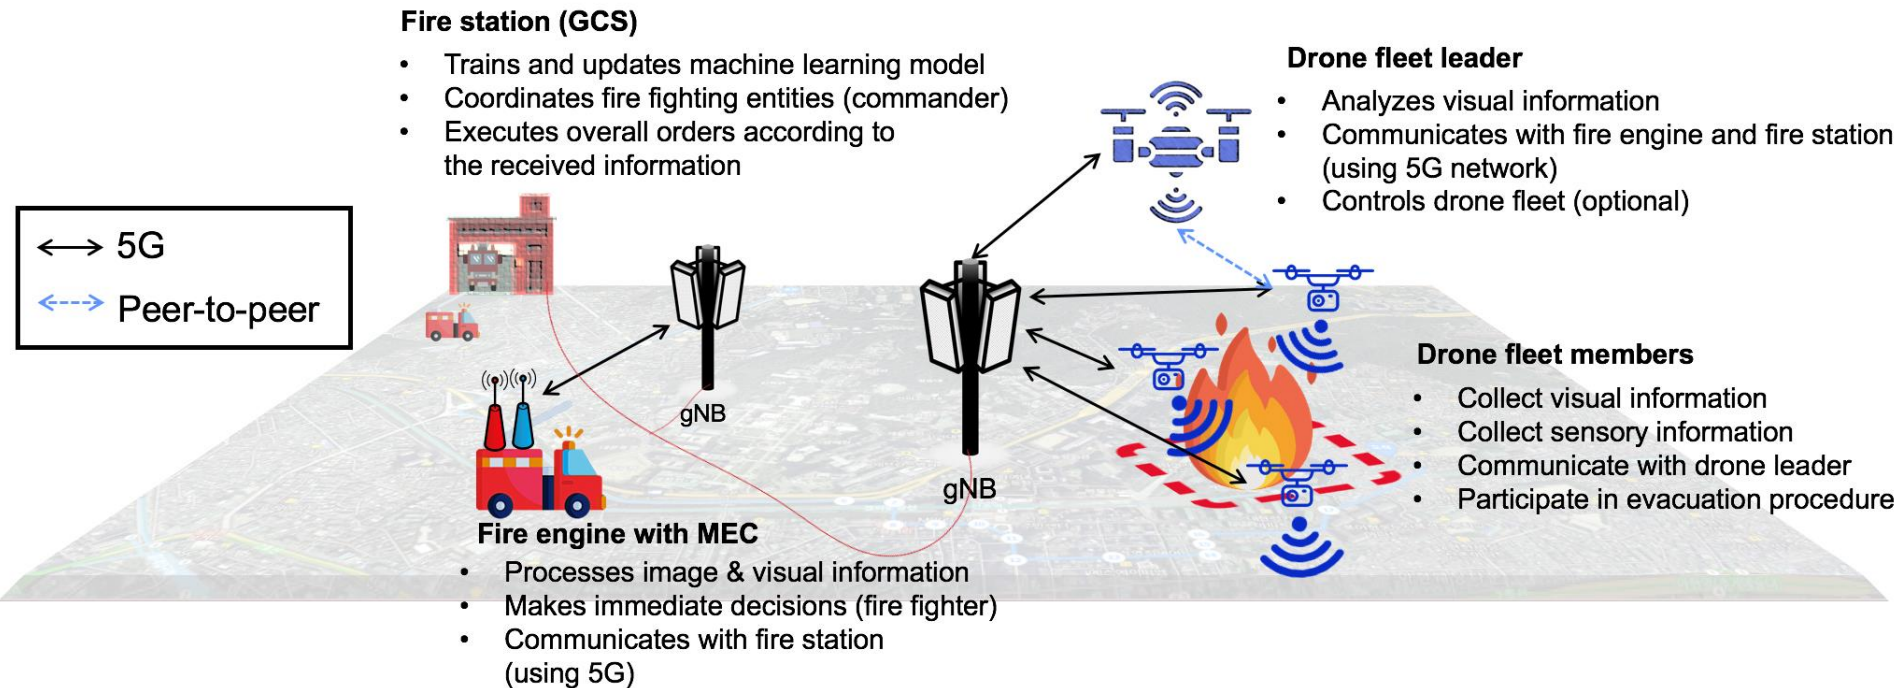 Fire station (GCS)
• Trains and updates machine learning model
• Coordinates fire fighting entities (commander)
• Executes overall orders according to
the received information
Drone fleet leader
• Analyzes visual information
• Communicates with fire engine and fire station
(using 5G network)
• Controls drone fleet (optional)
5G
Peer-to-peer
gNB
gNB
Drone fleet members
• Collect visual information
• Collect sensory information
• Communicate with drone leader
• Participate in evacuation procedure
Fire engine with MEC
• Processes image & visual information
• Makes immediate decisions (fire fighter)
• Communicates with fire station
(using 5G)